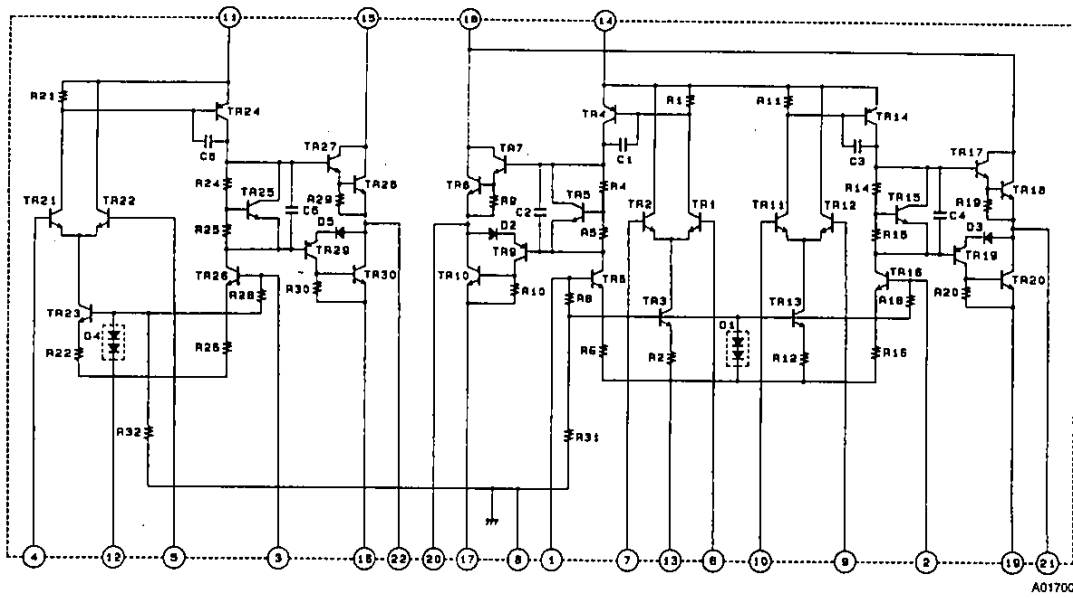 11 15 18 14
R21 TR24 TR4 R1 R11 TR14
C5 TR27 TR7 C1 C3 TR17
R24 TR25 R29 TR28 TR6 R9 C2 TR5 R4 R14 TR15 C4 R19 TR18
TR21 TR22 C6 D5 D2 R5 TR2 TR1 TR11 TR12 R15 D3
R25 TR29 TR9 TR19
TR26 R28 R30 TR30 TR10 R10 R8 TR6 TR16 R18 R20 TR20
TR23 D4 TR3 D1 TR13
R22 R26 R6 R2 R12 R16
R32 R31
4 12 5 3 16 22 20 17 8 1 7 13 6 10 9 2 19 21
A01700